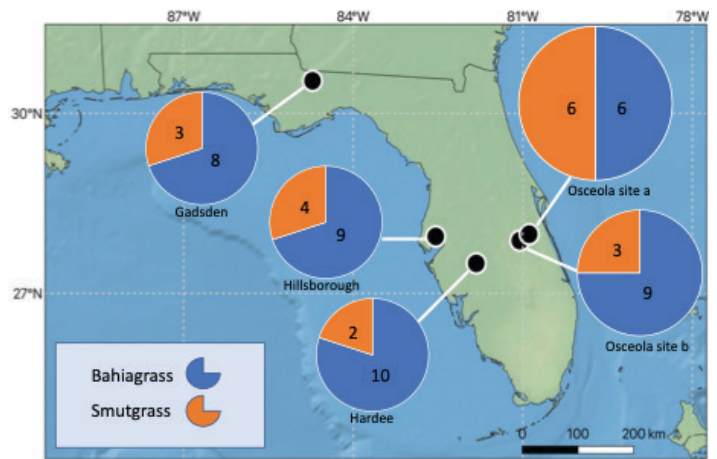 87°W 84°W 81°W 78°W
30°N
27°N
3
8
Gadsden
6 6
Osceola site a
4
9
Hillsborough
3
9
Osceola site b
2
10
Hardee
Bahiagrass
Smutgrass
0 100 200 km